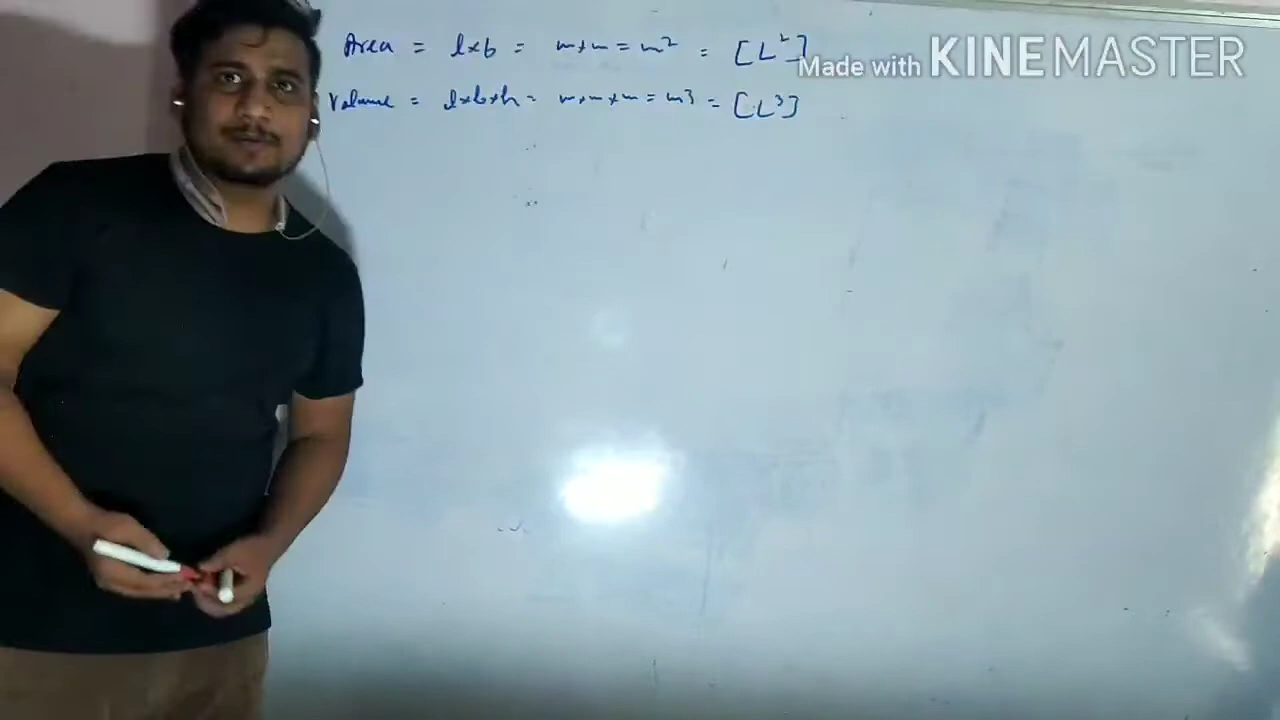 Area = l×b = m×m = m² = [L²]
Made with KINEMASTER
Volume = l×b×h = m×m×m = m³ = [L³]